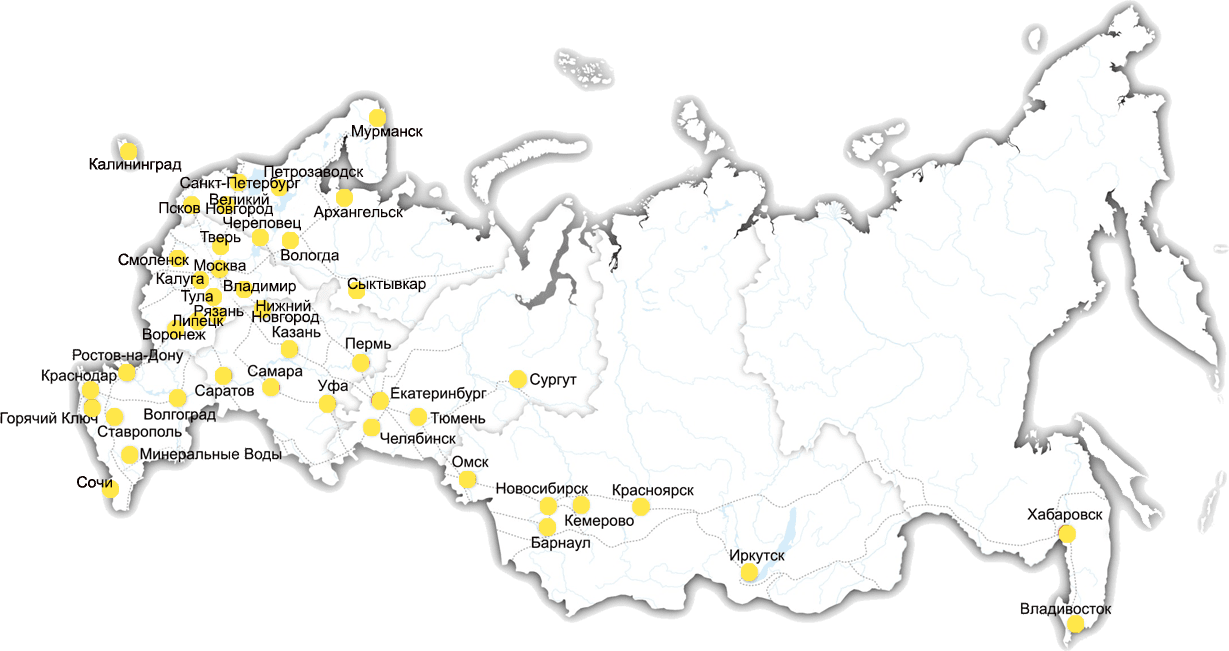 Мурманск
Калининград
Петрозаводск
Санкт-Петербург
Великий
Новгород
Псков
Архангельск
Череповец
Тверь
Вологда
Смоленск
Москва
Калуга
Сыктывкар
Владимир
Тула
Нижний
Новгород
Рязань
Липецк
Воронеж
Казань
Пермь
Ростов-на-Дону
Краснодар
Самара
Саратов
Уфа
Сургут
Екатеринбург
Горячий Ключ
Волгоград
Тюмень
Ставрополь
Челябинск
Минеральные Воды
Омск
Сочи
Новосибирск
Красноярск
Кемерово
Барнаул
Хабаровск
Иркутск
Владивосток